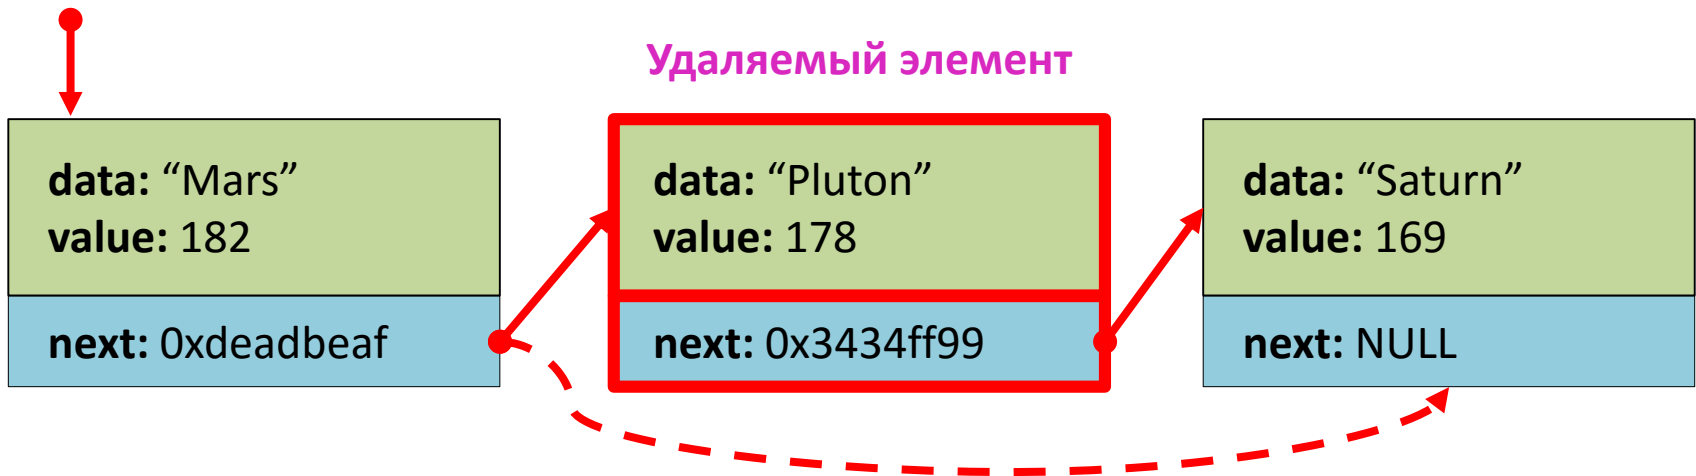 Удаляемый элемент
data: “Mars”
value: 182
next: 0xdeadbeaf
data: “Pluton”
value: 178
next: 0x3434ff99
data: “Saturn”
value: 169
next: NULL